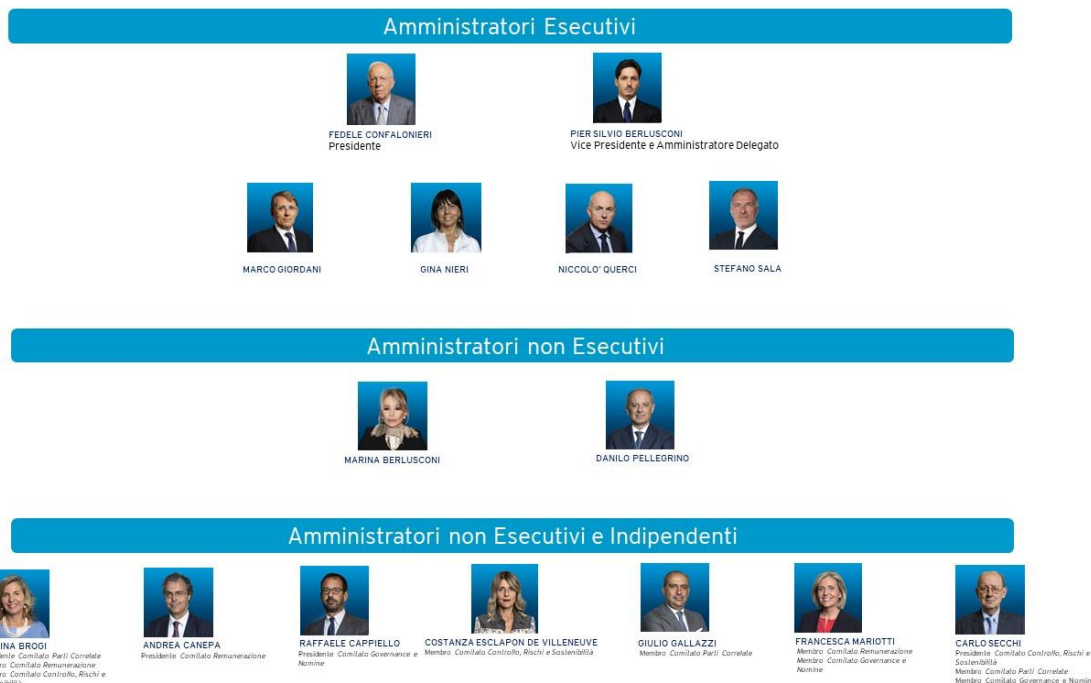 Amministratori Esecutivi
FEDELE CONFALONIERI
Presidente
PIER SILVIO BERLUSCONI
Vice Presidente e Amministratore Delegato
MARCO GIORDANI
GINA NIERI
NICCOLO' QUERCI
STEFANO SALA
Amministratori non Esecutivi
MARINA BERLUSCONI
DANILO PELLEGRINO
Amministratori non Esecutivi e Indipendenti
BROGI
Comitato Parti Correlate
Comitato Remunerazione
Comitato Controllo, Rischi e
ANDREA CANEPA
Presidente Comitato Remunerazione
RAFFAELE CAPPIELLO
Presidente Comitato Governance e
Nomine
COSTANZA ESCLAPON DE VILLENEUVE
Membro Comitato Controllo, Rischi e Sostenibilità
GIULIO GALLAZZI
Membro Comitato Parti Correlate
FRANCESCA MARIOTTI
Membro Comitato Remunerazione
Membro Comitato Governance e
Nomine
CARLO SECCHI
Presidente Comitato Controllo, Rischi e
Sostenibilità
Membro Comitato Parti Correlate
Membro Comitato Governance e Nomine